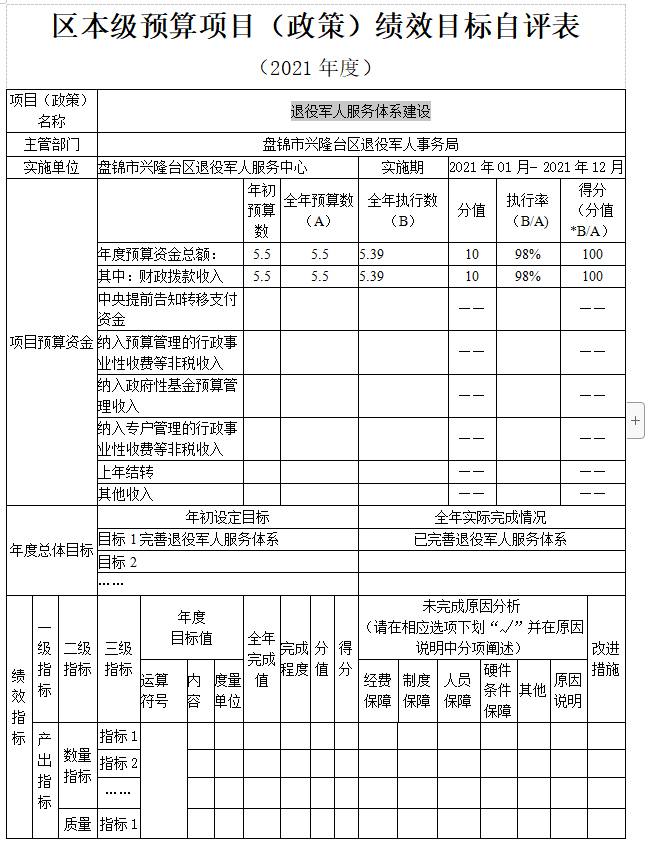 区本级预算项目（政策）绩效目标自评表
（2021 年度）
项目（政策）
名称
退役军人服务体系建设
主管部门
盘锦市兴隆台区退役军人事务局
实施单位
盘锦市兴隆台区退役军人服务中心
实施期
2021 年 01 月– 2021 年 12 月
项目预算资金
年初
预算
数
全年预算数
（A）
全年执行数
（B）
分值
执行率
（B/A)
得分
（分值
*B/A）
年度预算资金总额：
5.5
5.5
5.39
10
98%
100
其中：财政拨款收入
5.5
5.5
5.39
10
98%
100
中央提前告知转移支付
资金
——
——
纳入预算管理的行政事
业性收费等非税收入
——
——
纳入政府性基金预算管
理收入
——
——
纳入专户管理的行政事
业性收费等非税收入
——
——
上年结转
——
——
其他收入
——
——
年度总体目标
年初设定目标
全年实际完成情况
目标 1 完善退役军人服务体系
已完善退役军人服务体系
目标 2
……
绩
效
指
标
一
级
指
标
二级
指标
三级
指标
年度
目标值
运算
符号
内
容
度量
单位
全年
完成
值
完成
程度
分
值
得
分
未完成原因分析
（请在相应选项下划“√”并在原因
说明中分项阐述）
经费
保障
制度
保障
人员
保障
硬件
条件
保障
其他
原因
说明
改进
措施
产
出
指
标
数量
指标
指标 1
指标 2
……
质量
指标 1